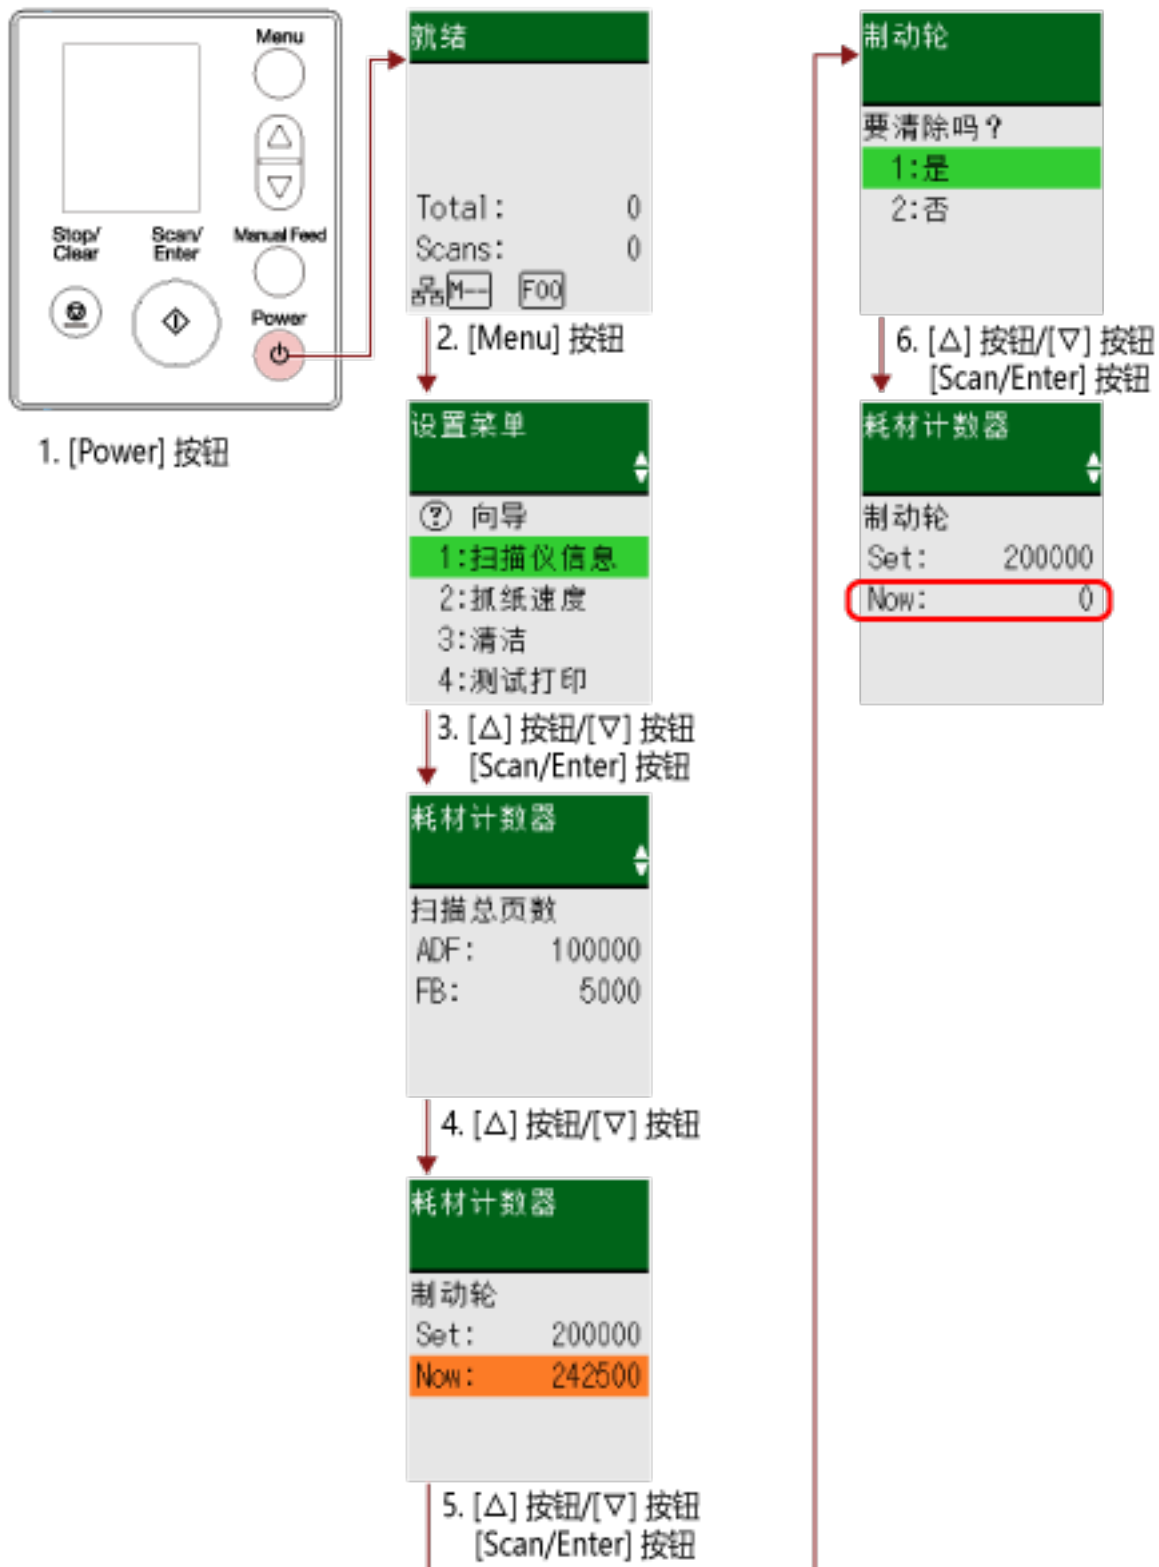 Menu
Stop/
Clear
Scan/
Enter
Manual Feed
Power
1. [Power] 按钮
就绪
Total: 0
Scans: 0
M-- F00
2. [Menu] 按钮
设置菜单
? 向导
1:扫描仪信息
2:抓纸速度
3:清洁
4:测试打印
3. [△] 按钮/[▽] 按钮
[Scan/Enter] 按钮
耗材计数器
扫描总页数
ADF: 100000
FB: 5000
4. [△] 按钮/[▽] 按钮
耗材计数器
制动轮
Set: 200000
Now: 242500
5. [△] 按钮/[▽] 按钮
[Scan/Enter] 按钮
制动轮
要清除吗？
1:是
2:否
6. [△] 按钮/[▽] 按钮
[Scan/Enter] 按钮
耗材计数器
制动轮
Set: 200000
Now: 0